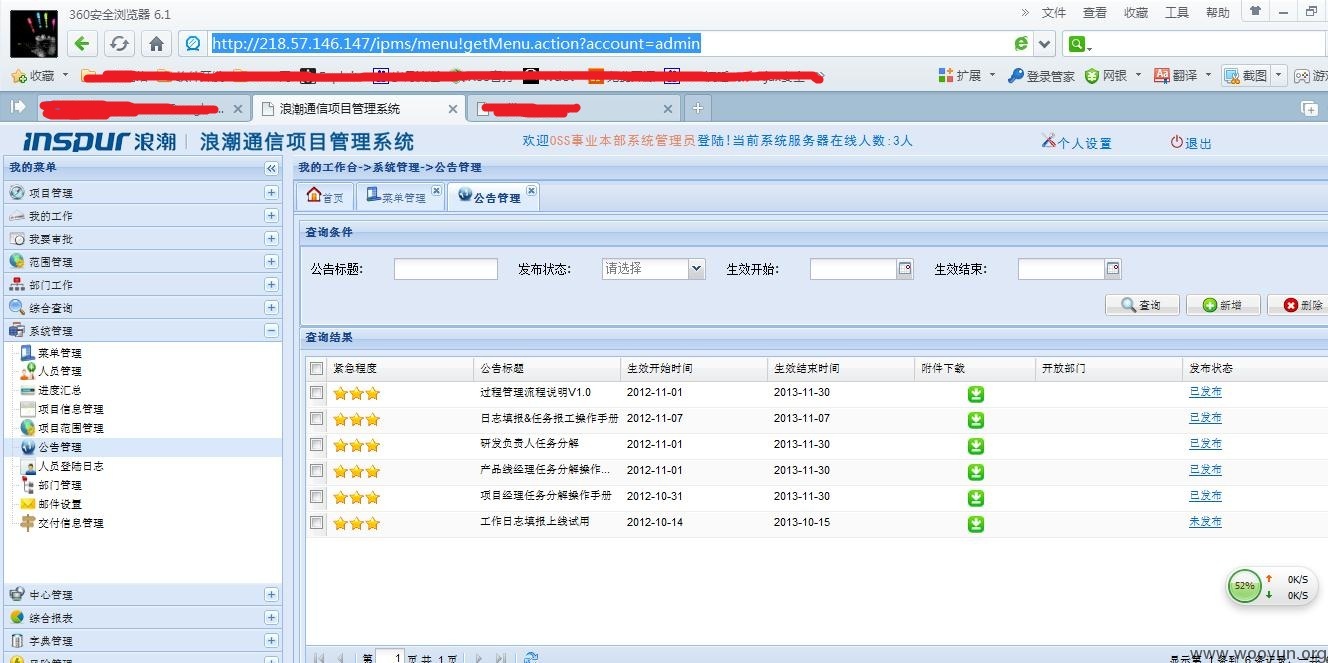 360安全浏览器 6.1
文件 查看 收藏 工具 帮助
http://218.57.146.147/ipms/menu!getMenu.action?account=admin
收藏 扩展 登录管家 网银 翻译 截图
浪潮通信项目管理系统
inspur 浪潮 浪潮通信项目管理系统
欢迎OSS事业本部系统管理员登陆!当前系统服务器在线人数:3人
个人设置 退出
我的菜单
项目管理
我的工作
我要审批
范围管理
部门工作
综合查询
系统管理
菜单管理
人员管理
进度汇总
项目信息管理
项目范围管理
公告管理
人员登陆日志
部门管理
邮件设置
交付信息管理
中心管理
综合报表
字典管理
我的工作台->系统管理->公告管理
首页 菜单管理 公告管理
查询条件
公告标题: 发布状态: 请选择 生效开始: 生效结束:
查询 新增 删除
查询结果
紧急程度 公告标题 生效开始时间 生效结束时间 附件下载 开放部门 发布状态
过程管理流程说明V1.0 2012-11-01 2013-11-30 已发布
日志填报&任务报工操作手册 2012-11-07 2013-11-07 已发布
研发负责人任务分解 2012-11-01 2013-11-30 已发布
产品线经理任务分解操作... 2012-11-01 2013-11-30 已发布
项目经理任务分解操作手册 2012-10-31 2013-11-30 已发布
工作日志填报上线试用 2012-10-14 2013-10-15 未发布
52% 0K/S
0K/S
第 1 页 共 1 页
www.wooyun.org